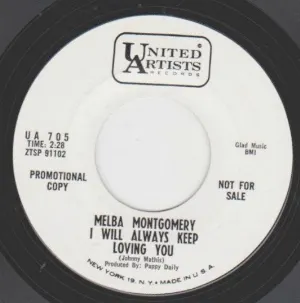 UNITED
ARTISTS
RECORDS
UA 705
TIME: 2:28
ZTSP 91102
Glad Music
BMI
PROMOTIONAL
COPY
NOT FOR
SALE
MELBA MONTGOMERY
I WILL ALWAYS KEEP
LOVING YOU
(Johnny Mathis)
Produced By: Pappy Daily
NEW YORK 19, N.Y. • MADE IN U.S.A.